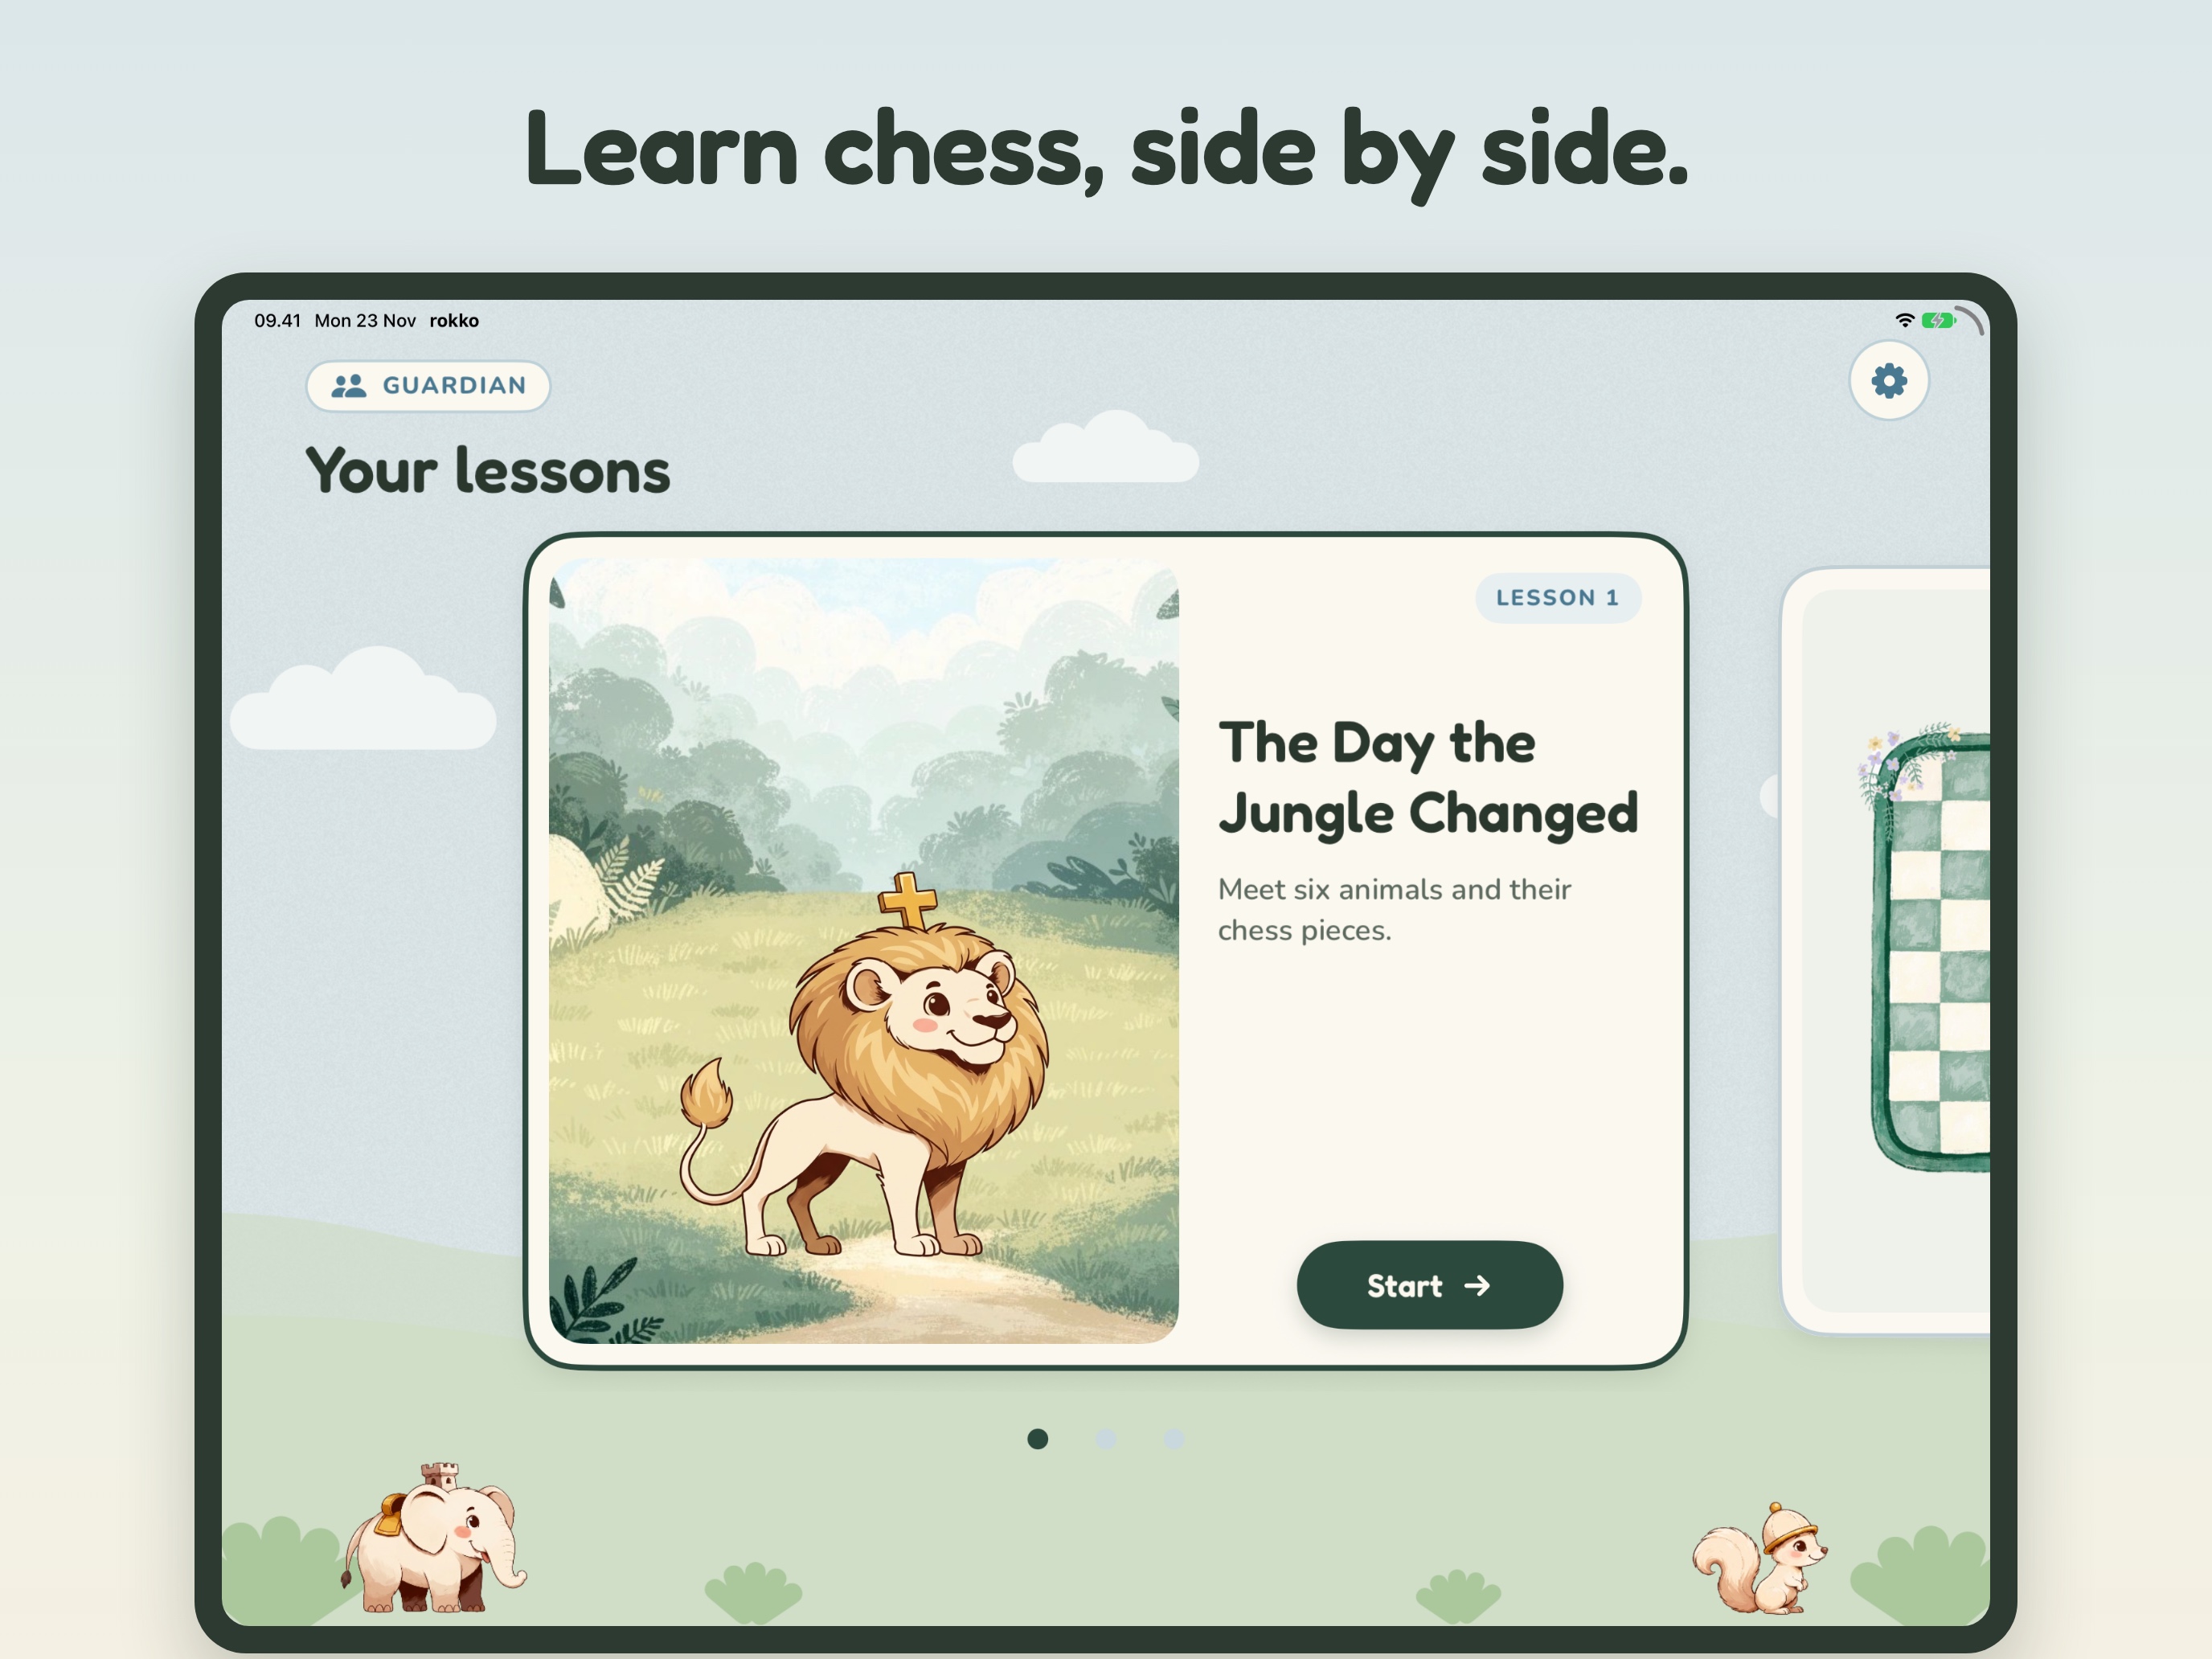 Learn chess, side by side.
09.41 Mon 23 Nov rokko
GUARDIAN
Your lessons
LESSON 1
The Day the
Jungle Changed
Meet six animals and their
chess pieces.
Start